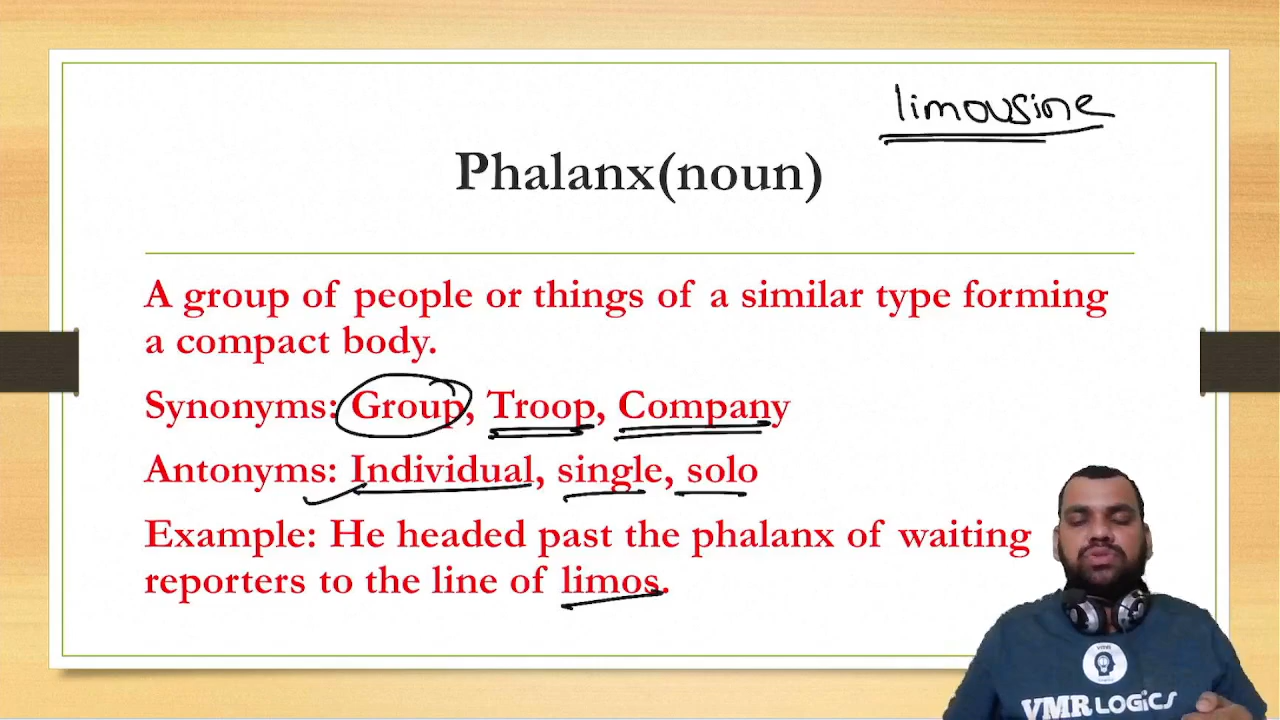 limousine
Phalanx(noun)
A group of people or things of a similar type forming
a compact body.
Synonyms: Group, Troop, Company
Antonyms: Individual, single, solo
Example: He headed past the phalanx of waiting
reporters to the line of limos.
VMR
VMR LOGICS